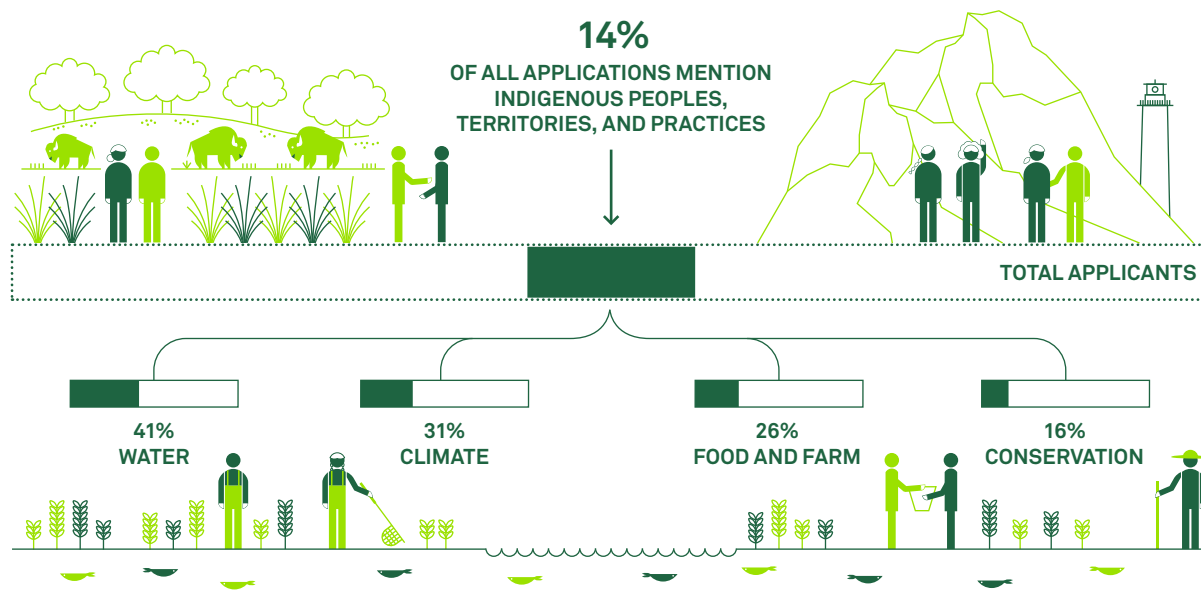 14%
OF ALL APPLICATIONS MENTION
INDIGENOUS PEOPLES,
TERRITORIES, AND PRACTICES
TOTAL APPLICANTS
41%
WATER
31%
CLIMATE
26%
FOOD AND FARM
16%
CONSERVATION